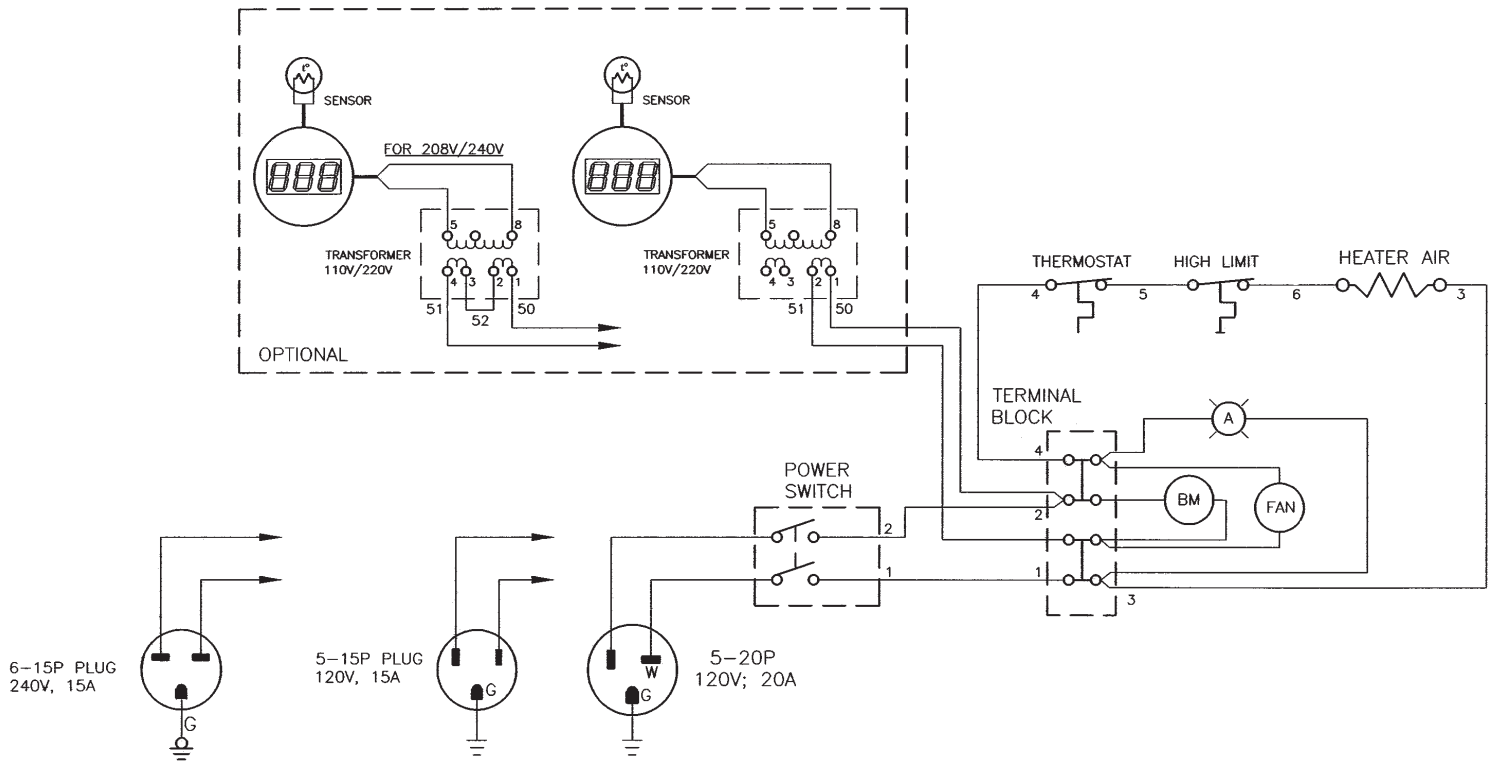 t°
SENSOR
t°
SENSOR
FOR 208V/240V
888
888
5
8
5
8
TRANSFORMER
110V/220V
TRANSFORMER
110V/220V
4
3
2
1
4
3
2
1
51
52
50
51
50
OPTIONAL
THERMOSTAT
HIGH LIMIT
HEATER AIR
4
5
6
3
TERMINAL
BLOCK
A
4
BM
FAN
2
1
3
POWER
SWITCH
2
1
6-15P PLUG
240V, 15A
G
5-15P PLUG
120V, 15A
G
W
G
5-20P
120V; 20A